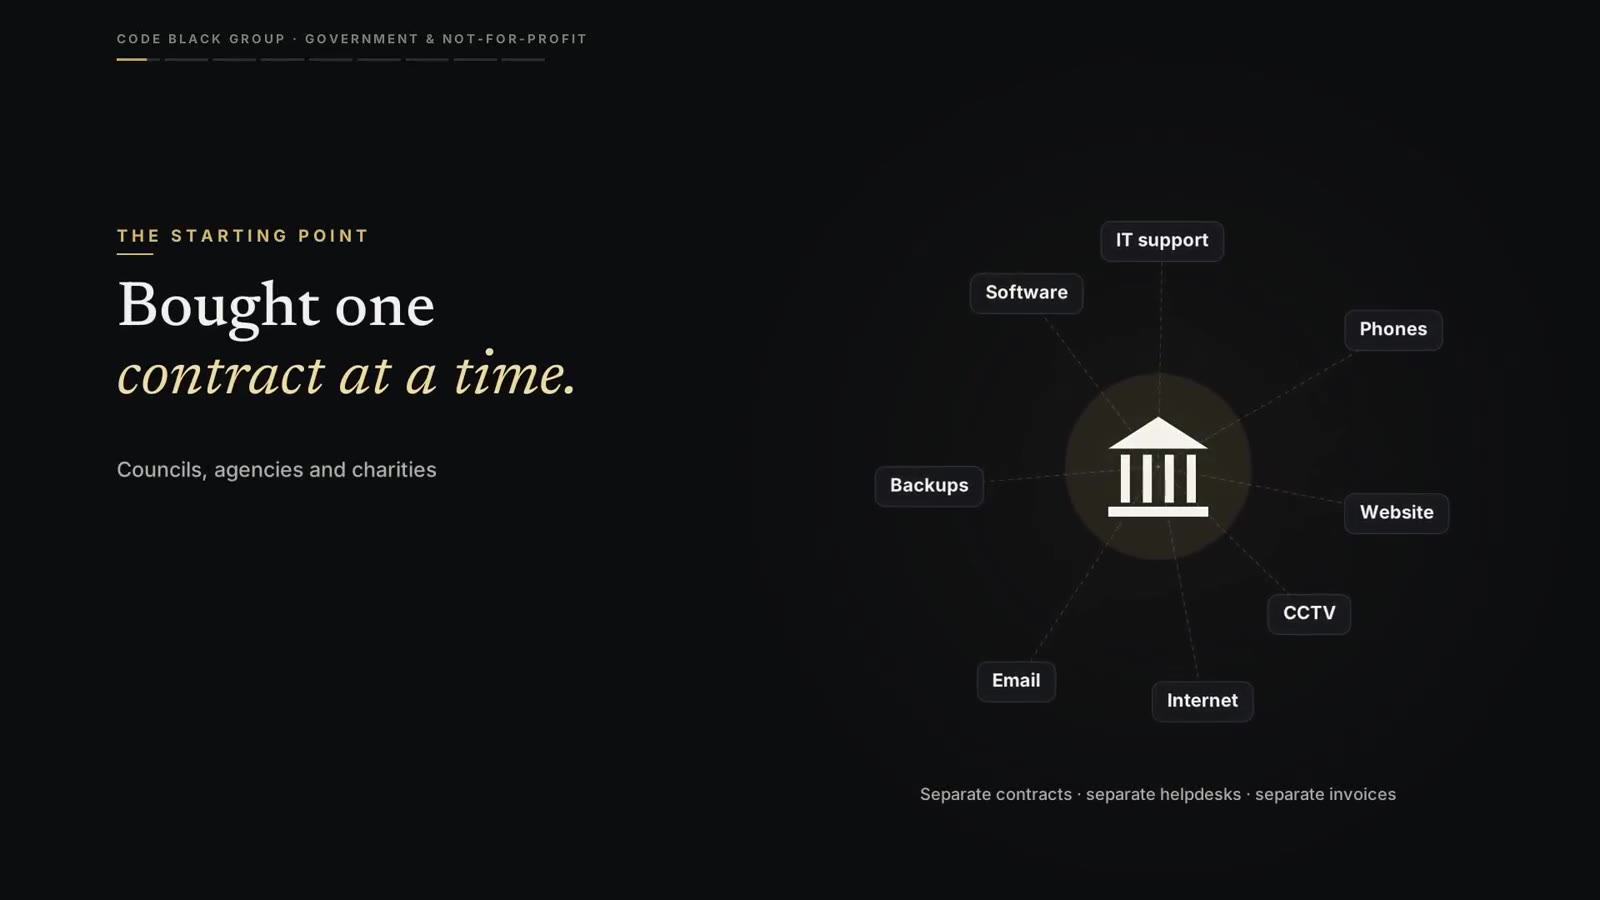 CODE BLACK GROUP · GOVERNMENT & NOT-FOR-PROFIT
THE STARTING POINT
Bought one
contract at a time.
Councils, agencies and charities
IT support
Software
Phones
Backups
Website
CCTV
Email
Internet
Separate contracts · separate helpdesks · separate invoices